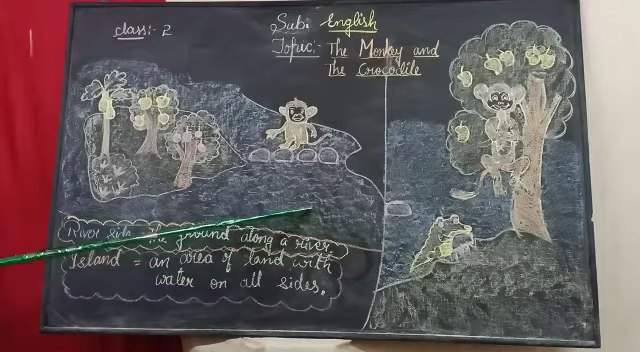 class:- 2
Sub: English
Topic:- The Monkey and
The Crocodile
River side - the ground along a river
Island = an area of land with
water on all sides.